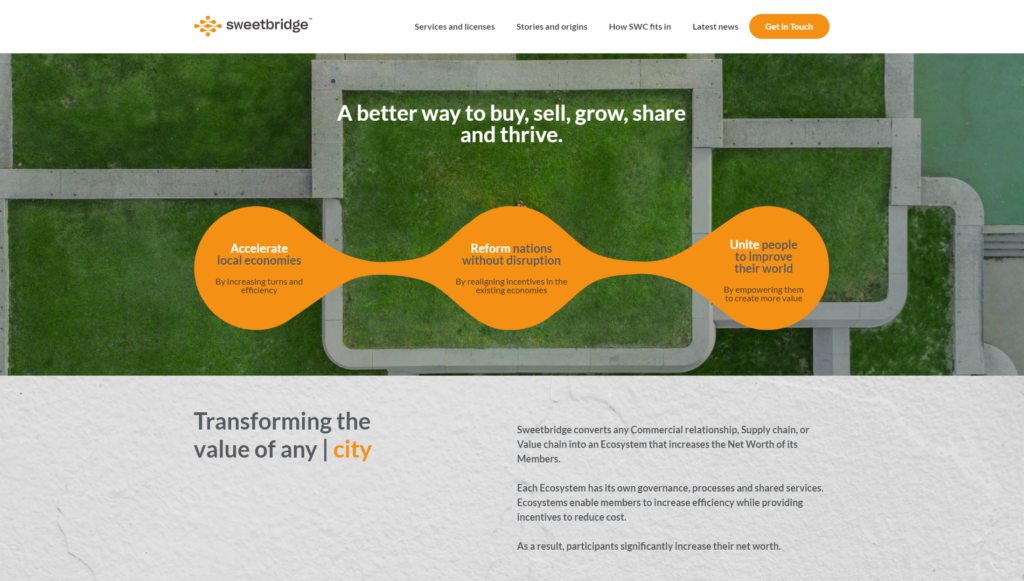 sweetbridge™
Services and licenses
Stories and origins
How SWC fits in
Latest news
Get in Touch
A better way to buy, sell, grow, share
and thrive.
Accelerate
local economies
By increasing turns and
efficiency
Reform nations
without disruption
By realigning incentives in the
existing economies
Unite people
to improve
their world
By empowering them
to create more value
Transforming the
value of any | city
Sweetbridge converts any Commercial relationship, Supply chain, or
Value chain into an Ecosystem that increases the Net Worth of its
Members.
Each Ecosystem has its own governance, processes and shared services.
Ecosystems enable members to increase efficiency while providing
incentives to reduce cost.
As a result, participants significantly increase their net worth.